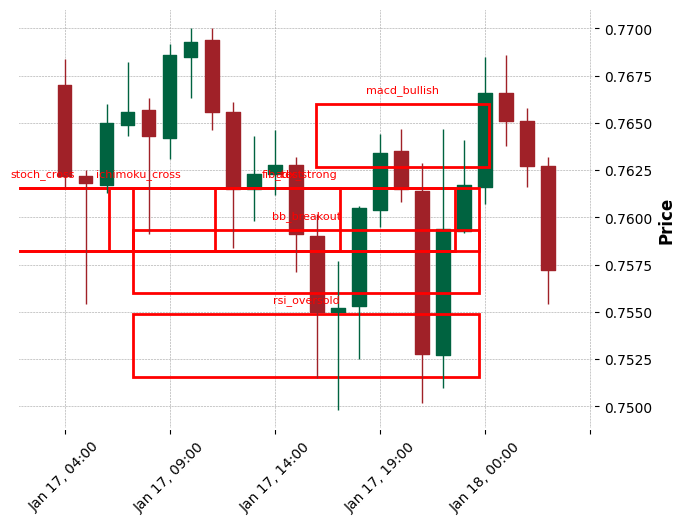 macd_bullish
stoch_cross
ichimoku_cross
bb_breakout
rsi_oversold
0.7700
0.7675
0.7650
0.7625
0.7600
0.7575
0.7550
0.7525
0.7500
Price
Jan 17, 04:00
Jan 17, 09:00
Jan 17, 14:00
Jan 17, 19:00
Jan 18, 00:00